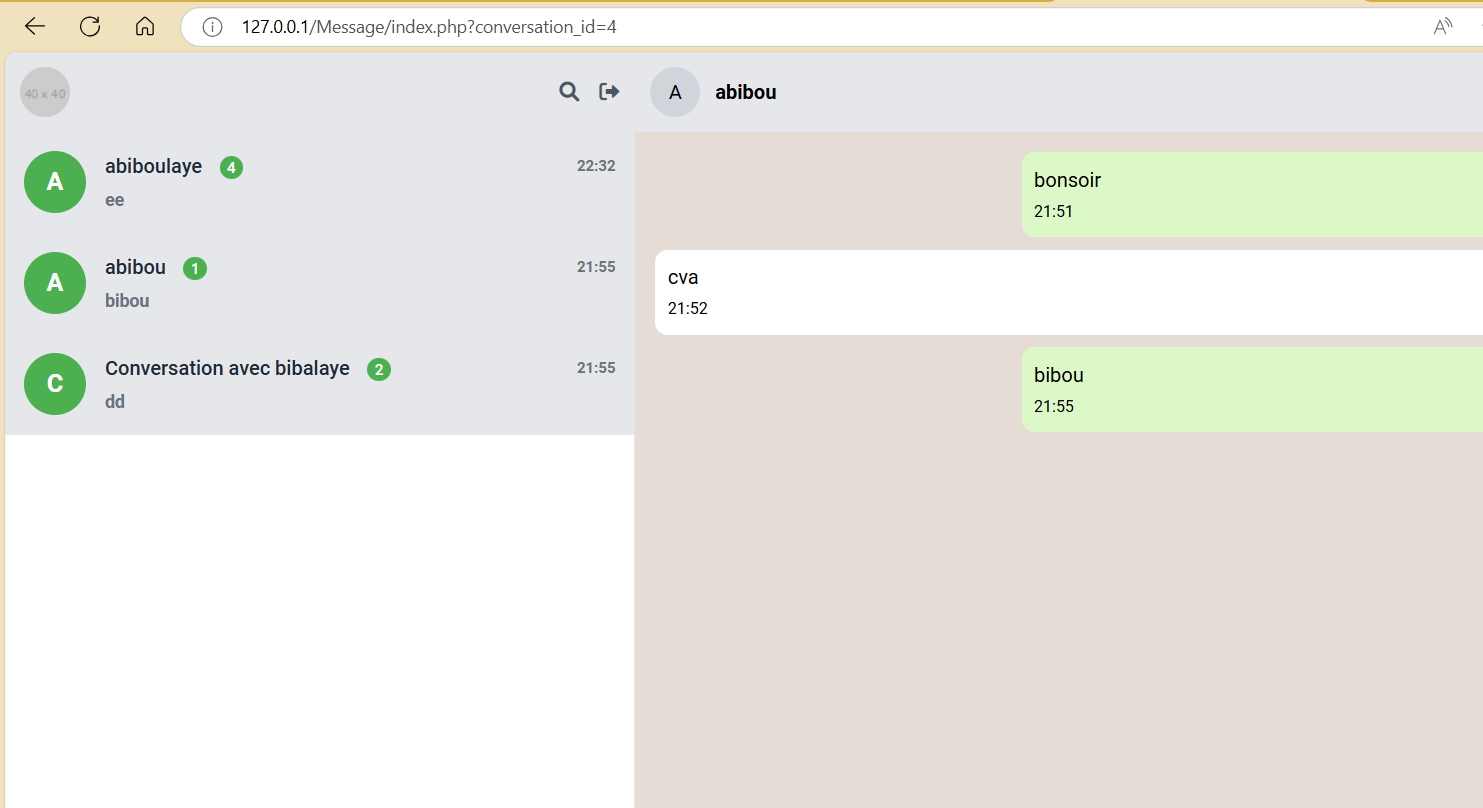 127.0.0.1/Message/index.php?conversation_id=4
40 x 40
A abibou
A abiboulaye 4 22:32
ee
A abibou 1 21:55
bibou
C Conversation avec bibalaye 2 21:55
dd
bonsoir
21:51
cva
21:52
bibou
21:55